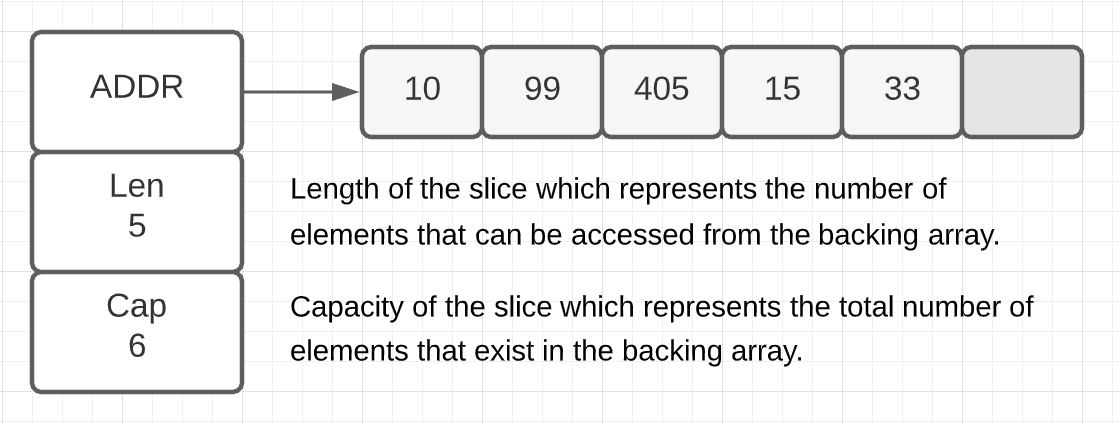 ADDR
10 99 405 15 33
Len
5
Length of the slice which represents the number of
elements that can be accessed from the backing array.
Cap
6
Capacity of the slice which represents the total number of
elements that exist in the backing array.